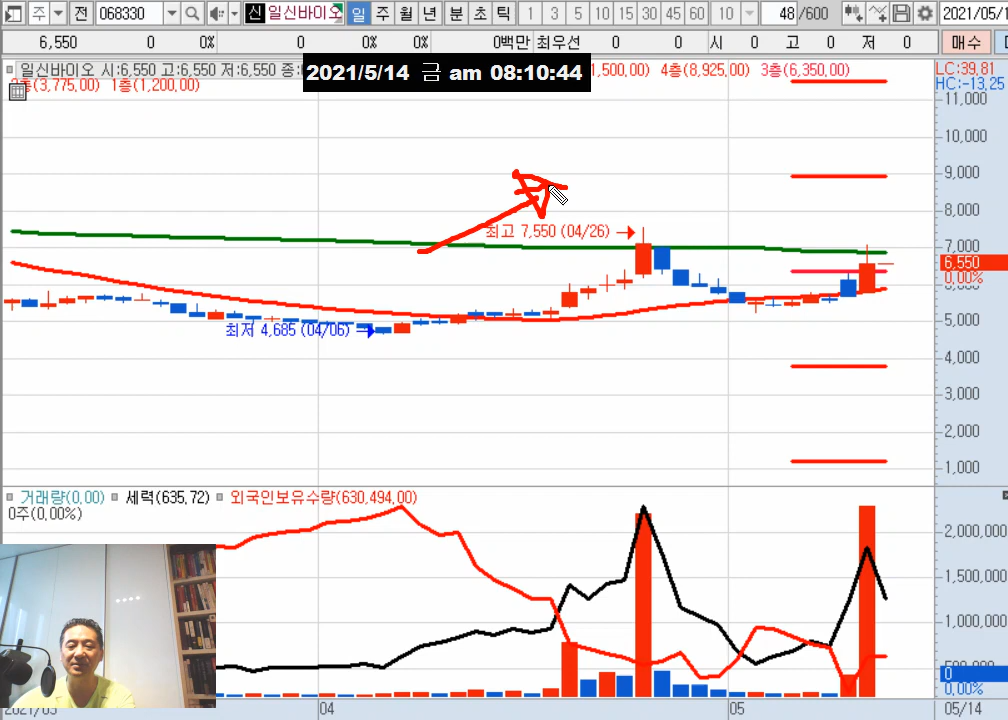 주 전 068330 신 일신바이오 일 주 월 년 분 초 틱 1 3 5 10 15 30 45 60 10 48 /600 2021/05/1
6,550 0 0% 0 0% 0% 0백만 최우선 0 0 시 0 고 0 저 0 매수
일신바이오 시:6,550 고:6,550 저:6,550 종: 1,500,00) 4층(8,925,00) 3층(6,350,00)
2021/5/14 금 am 08:10:44
층(3,775,00) 1층(1,200,00)
LC:39,81
HC:-13,25
11,000
10,000
9,000
8,000
최고 7,550 (04/26)
7,000
6,550
0,00%
5,000
최저 4,685 (04/06)
4,000
3,000
2,000
1,000
거래량(0,00) 세력(635,72) 외국인보유수량(630,494,00)
0주(0,00%)
2,000,000
1,500,000
1,000,000
0
0,00%
2021/03 04 05 05/14